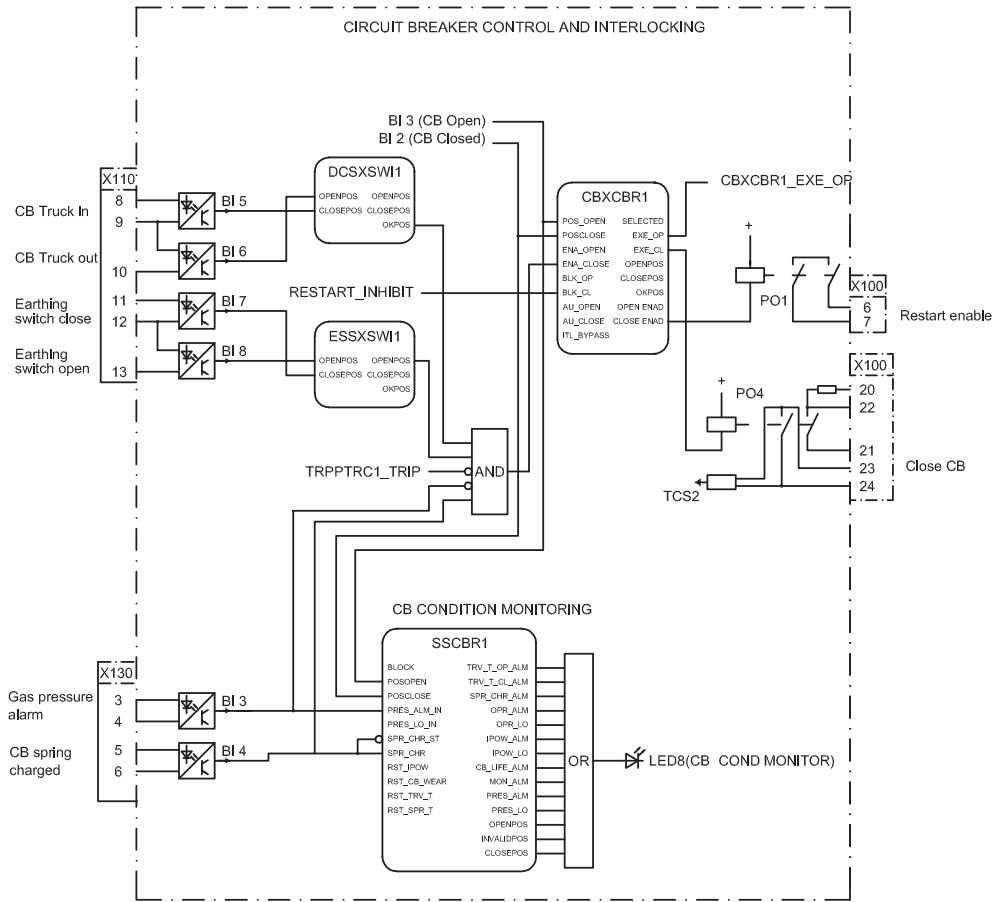 CIRCUIT BREAKER CONTROL AND INTERLOCKING
BI 3 (CB Open)
BI 2 (CB Closed)
X110
8
9
10
11
12
13
CB Truck In
CB Truck out
Earthing
switch close
Earthing
switch open
BI 5
BI 6
BI 7
BI 8
DCSXSWI1
OPENPOS OPENPOS
CLOSEPOS CLOSEPOS
OKPOS
RESTART_INHIBIT
ESSXSWI1
OPENPOS OPENPOS
CLOSEPOS CLOSEPOS
OKPOS
CBXCBR1
POS_OPEN SELECTED
POSCLOSE EXE_OP
ENA_OPEN EXE_CL
ENA_CLOSE OPENPOS
BLK_OP CLOSEPOS
BLK_CL OKPOS
AU_OPEN OPEN ENAD
AU_CLOSE CLOSE ENAD
ITL_BYPASS
CBXCBR1_EXE_OP
+
PO1
X100
6
7
Restart enable
+
PO4
X100
20
22
21
23
24
Close CB
TCS2
TRPPTRC1_TRIP
AND
CB CONDITION MONITORING
SSCBR1
BLOCK TRV_T_OP_ALM
POSOPEN TRV_T_CL_ALM
POSCLOSE SPR_CHR_ALM
PRES_ALM_IN OPR_ALM
PRES_LO_IN OPR_LO
SPR_CHR_ST IPOW_ALM
SPR_CHR IPOW_LO
RST_IPOW CB_LIFE_ALM
RST_CB_WEAR MON_ALM
RST_TRV_T PRES_ALM
RST_SPR_T PRES_LO
OPENPOS
INVALIDPOS
CLOSEPOS
OR
LED8(CB COND MONITOR)
X130
3
4
5
6
Gas pressure
alarm
CB spring
charged
BI 3
BI 4